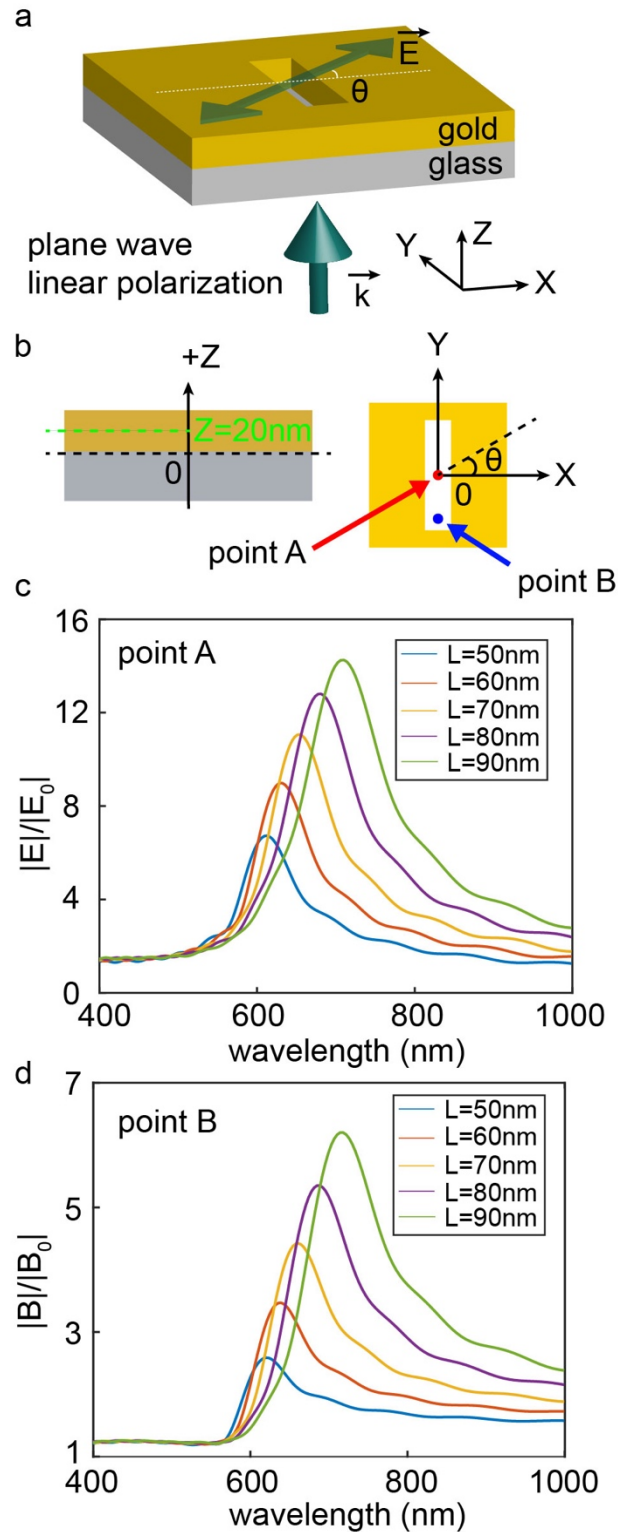 a
E
θ
gold
glass
plane wave
linear polarization
k
Y
Z
X
b
+Z
Z=20nm
0
Y
θ
0
X
point A
point B
c
16
12
8
4
0
|E|/|E₀|
point A
L=50nm
L=60nm
L=70nm
L=80nm
L=90nm
400
600
800
1000
wavelength (nm)
d
7
5
3
1
|B|/|B₀|
point B
L=50nm
L=60nm
L=70nm
L=80nm
L=90nm
400
600
800
1000
wavelength (nm)